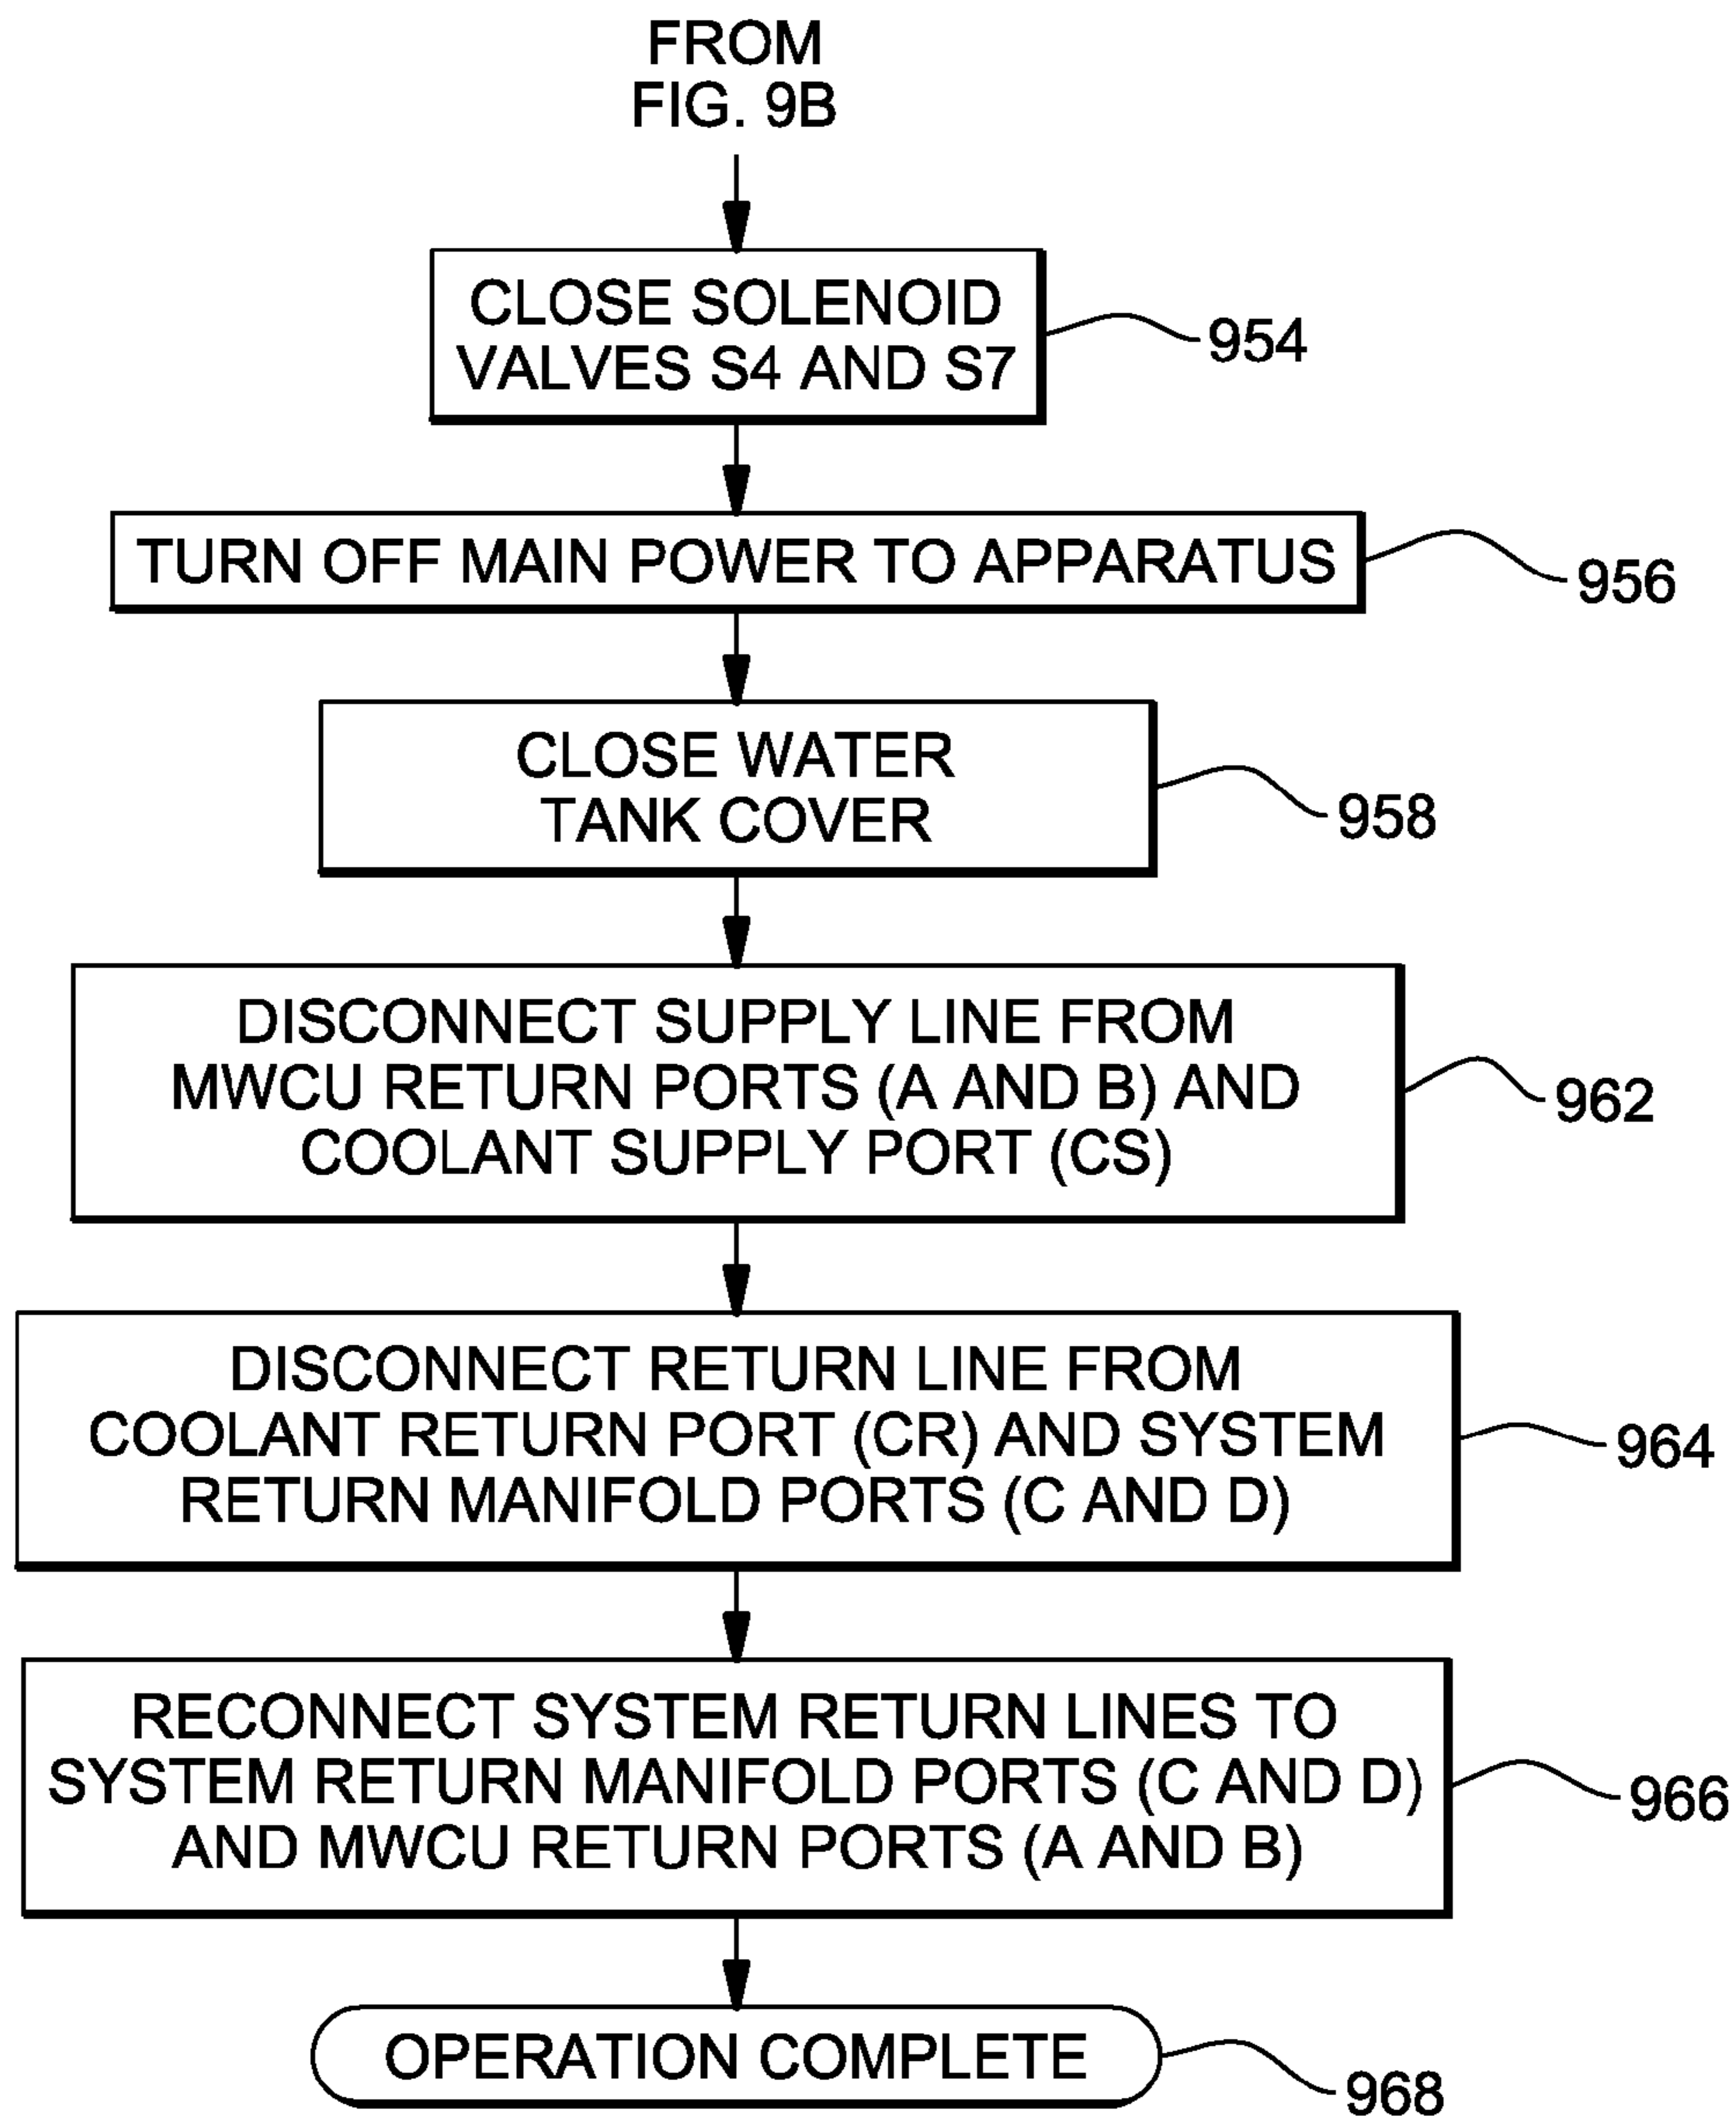 FROM
FIG. 9B
CLOSE SOLENOID
VALVES S4 AND S7
954
TURN OFF MAIN POWER TO APPARATUS
956
CLOSE WATER
TANK COVER
958
DISCONNECT SUPPLY LINE FROM
MWCU RETURN PORTS (A AND B) AND
COOLANT SUPPLY PORT (CS)
962
DISCONNECT RETURN LINE FROM
COOLANT RETURN PORT (CR) AND SYSTEM
RETURN MANIFOLD PORTS (C AND D)
964
RECONNECT SYSTEM RETURN LINES TO
SYSTEM RETURN MANIFOLD PORTS (C AND D)
AND MWCU RETURN PORTS (A AND B)
966
OPERATION COMPLETE
968